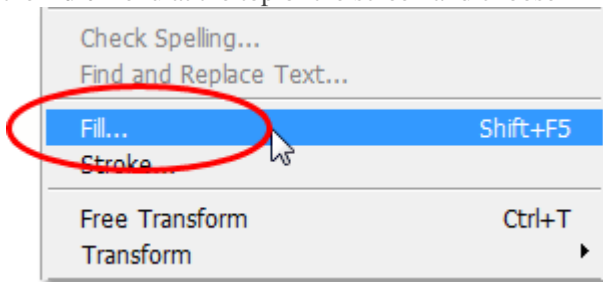 Check Spelling...
Find and Replace Text...
Fill... Shift+F5
Stroke...
Free Transform Ctrl+T
Transform